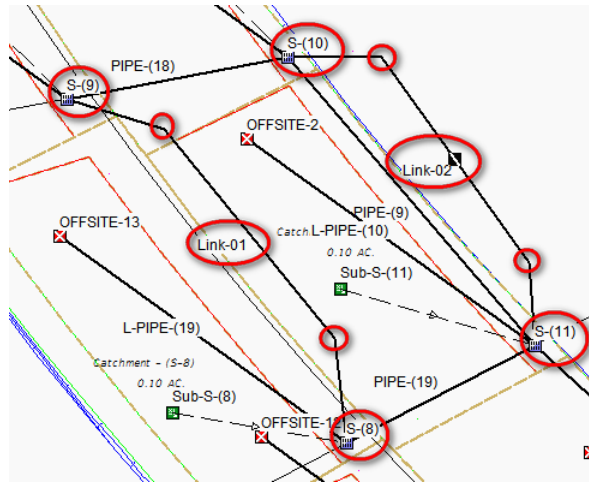 S-(10)
PIPE-(18)
S-(9)
OFFSITE-2
Link-02
PIPE-(9)
OFFSITE-13
Catch
L-PIPE-(10)
Link-01
0.10 AC.
Sub-S-(11)
L-PIPE-(19)
S-(11)
Catchment - (S-8)
PIPE-(19)
0.10 AC.
Sub-S-(8)
OFFSITE-1
S-(8)